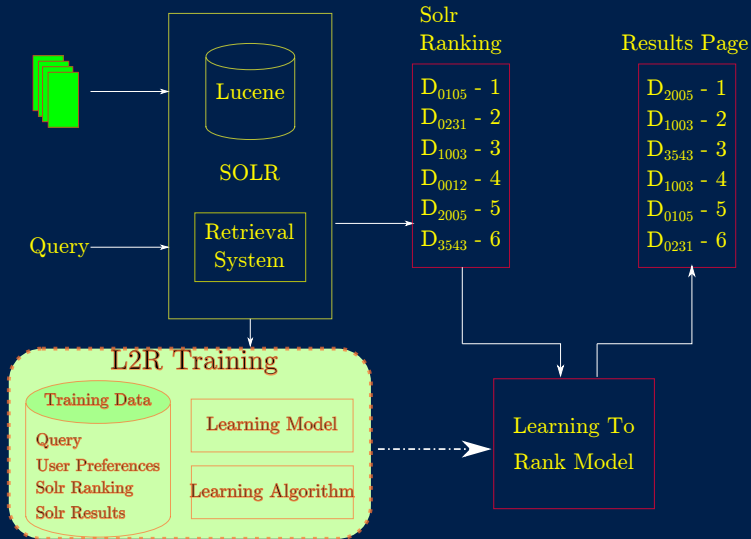 Solr
Ranking
Results Page
Lucene
SOLR
Query
Retrieval
System
D0105 - 1
D0231 - 2
D1003 - 3
D0012 - 4
D2005 - 5
D3543 - 6
D2005 - 1
D1003 - 2
D3543 - 3
D1003 - 4
D0105 - 5
D0231 - 6
L2R Training
Training Data
Query
User Preferences
Solr Ranking
Solr Results
Learning Model
Learning Algorithm
Learning To
Rank Model